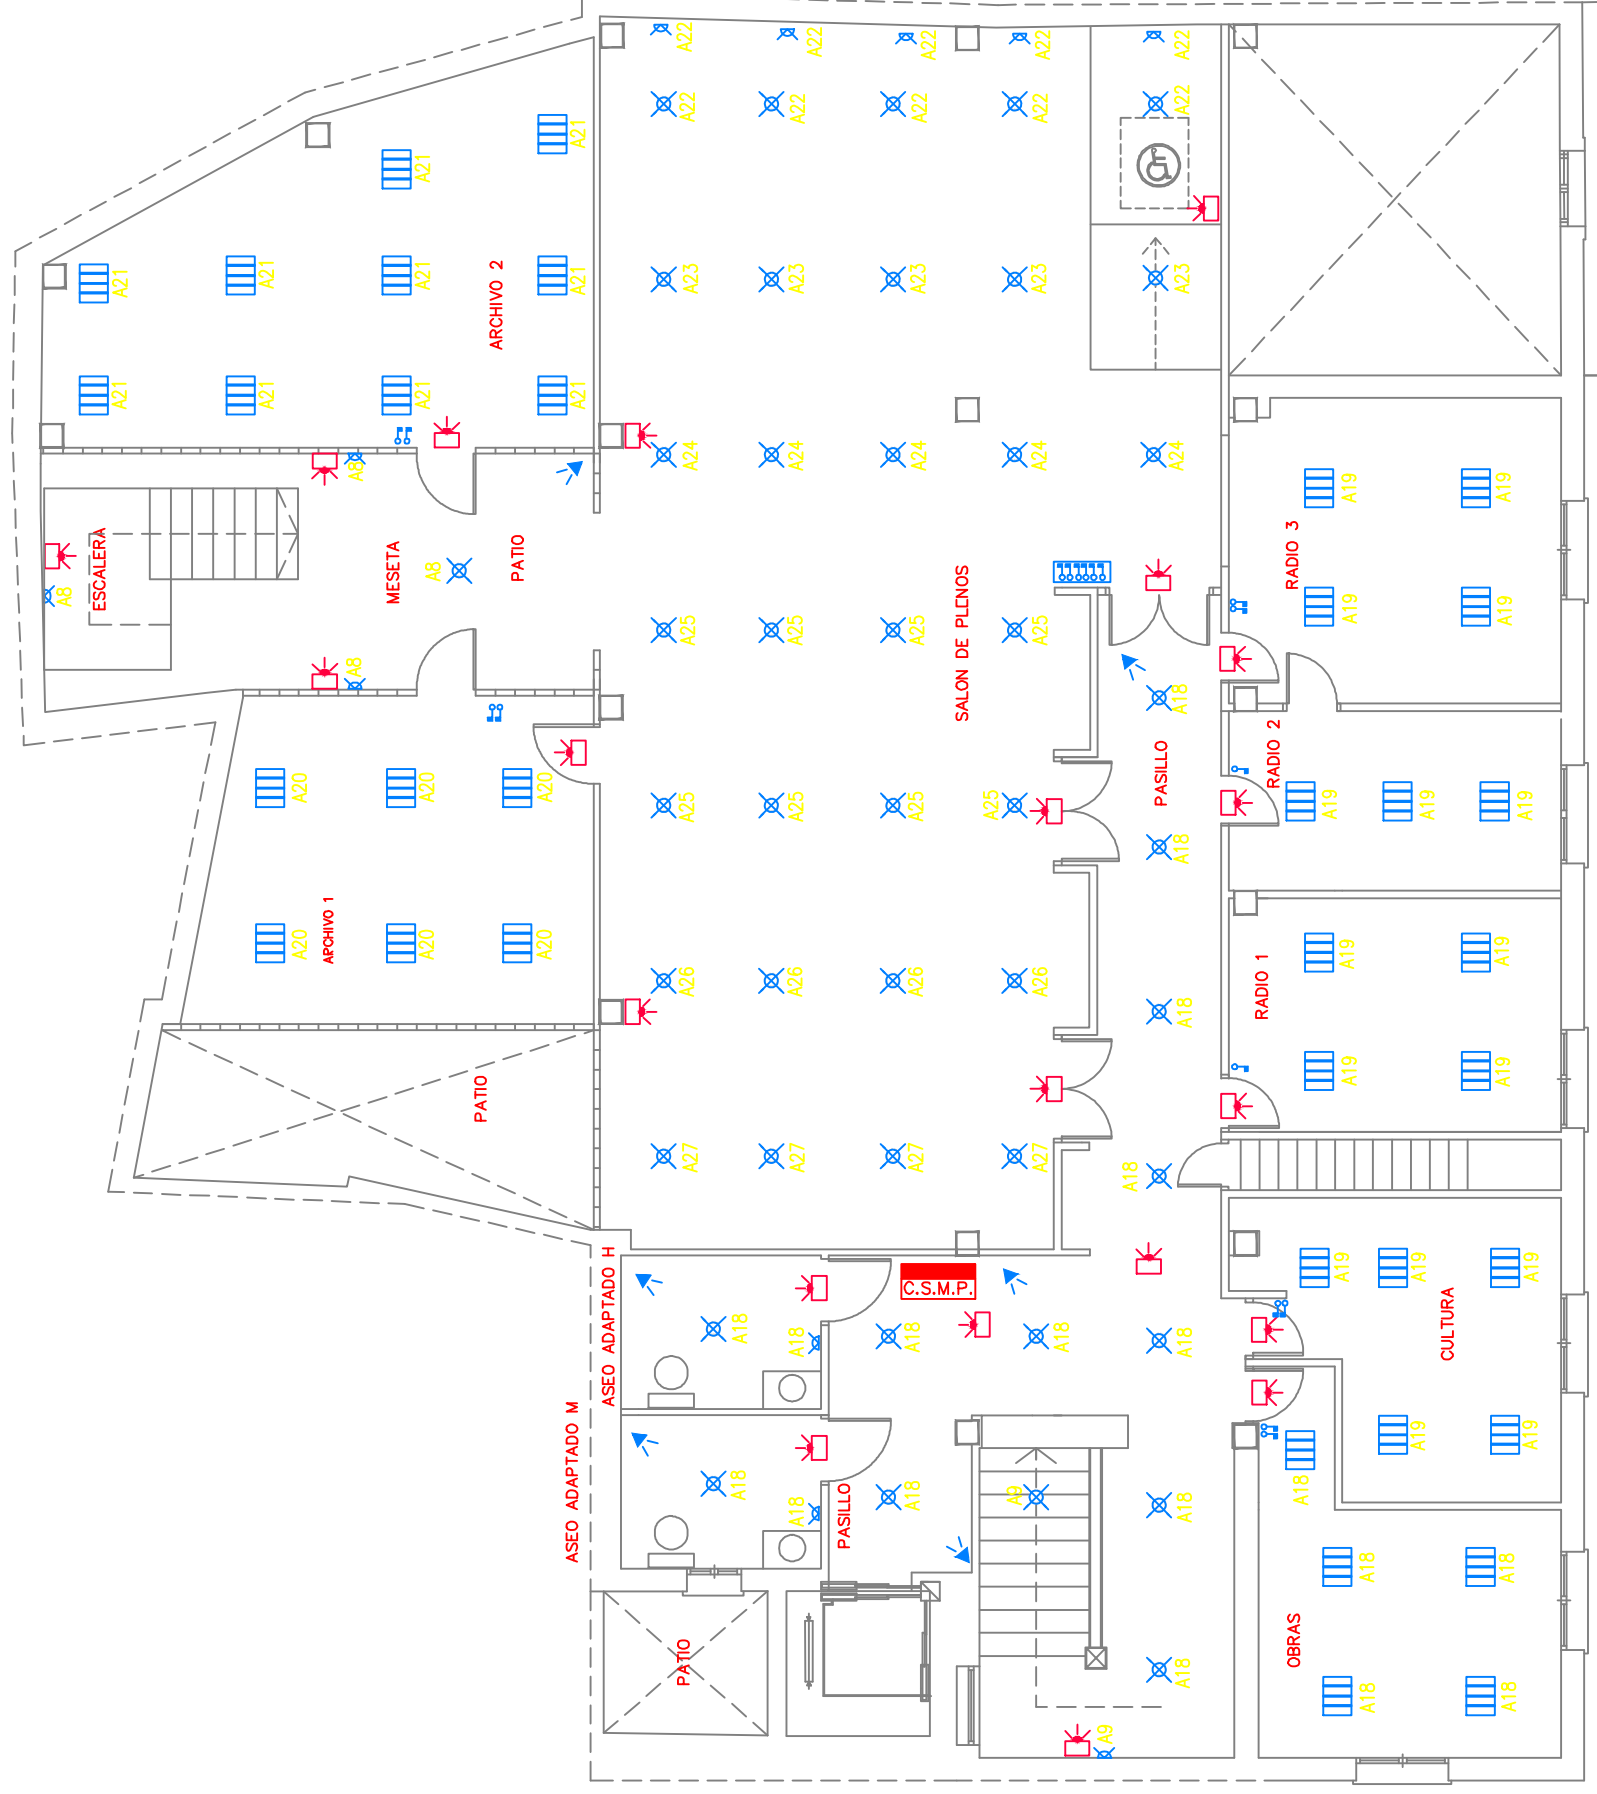 A22
A22
A22
A22
A22
A22
A22
A22
A22
A22
A21
A21
A21
A21
A21
A21
A21
A21
A21
A21
ARCHIVO 2
A23
A23
A23
A23
A23
A24
A24
A24
A24
A24
A8
A8
A8
A8
ESCALERA
MESETA
PATIO
SALON DE PLENOS
A19
A19
A19
A19
RADIO 3
A25
A25
A25
A25
A18
PASILLO
RADIO 2
A19
A19
A19
A20
A20
A20
A25
A25
A25
A25
A18
A20
A20
A20
ARCHIVO 1
A26
A26
A26
A26
A18
RADIO 1
A19
A19
A19
A19
PATIO
A27
A27
A27
A27
A18
ASEO ADAPTADO H
C.S.M.P.
A18
A18
A18
A18
A18
A19
A19
A19
CULTURA
A19
A19
A18
ASEO ADAPTADO M
A18
A18
PASILLO
A18
A9
A18
A18
A18
OBRAS
PATIO
A18
A18
A18
A9